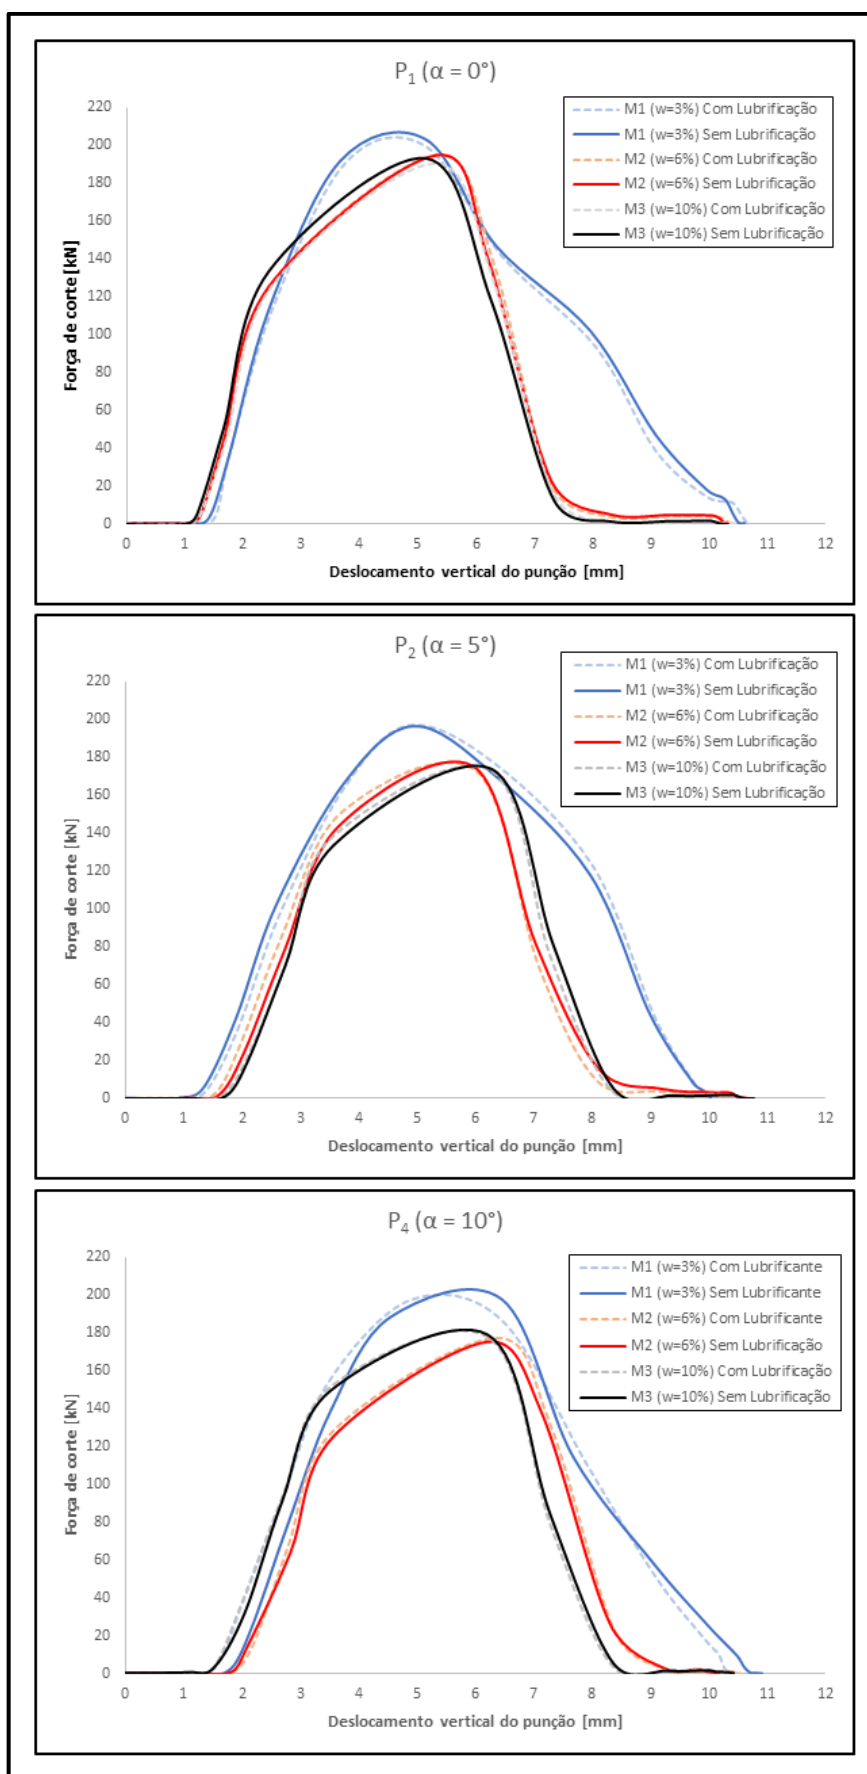 P1 (α = 0°)
220
200
180
160
140
120
100
80
60
40
20
0
Força de corte [kN]
M1 (w=3%) Com Lubrificação
M1 (w=3%) Sem Lubrificação
M2 (w=6%) Com Lubrificação
M2 (w=6%) Sem Lubrificação
M3 (w=10%) Com Lubrificação
M3 (w=10%) Sem Lubrificação
0 1 2 3 4 5 6 7 8 9 10 11 12
Deslocamento vertical do punção [mm]
P2 (α = 5°)
220
200
180
160
140
120
100
80
60
40
20
0
Força de corte [kN]
M1 (w=3%) Com Lubrificação
M1 (w=3%) Sem Lubrificação
M2 (w=6%) Com Lubrificação
M2 (w=6%) Sem Lubrificação
M3 (w=10%) Com Lubrificação
M3 (w=10%) Sem Lubrificação
0 1 2 3 4 5 6 7 8 9 10 11 12
Deslocamento vertical do punção [mm]
P4 (α = 10°)
220
200
180
160
140
120
100
80
60
40
20
0
Força de corte [kN]
M1 (w=3%) Com Lubrificante
M1 (w=3%) Sem Lubrificante
M2 (w=6%) Com Lubrificante
M2 (w=6%) Sem Lubrificação
M3 (w=10%) Com Lubrificação
M3 (w=10%) Sem Lubrificação
0 1 2 3 4 5 6 7 8 9 10 11 12
Deslocamento vertical do punção [mm]